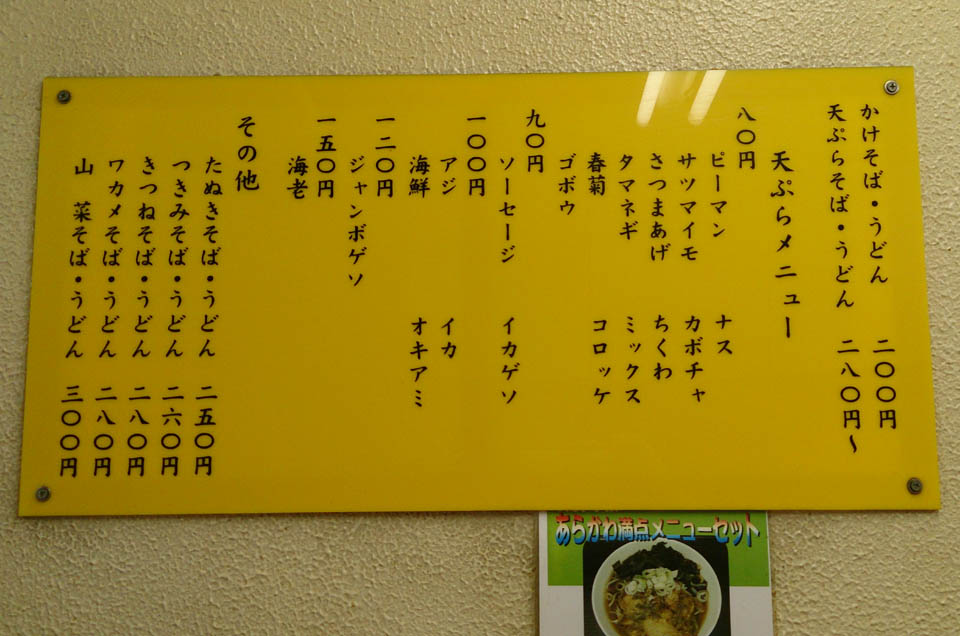 かけそば・うどん 二〇〇円
天ぷらそば・うどん 二八〇円～
天ぷらメニュー
八〇円
ピーマン ナス
サツマイモ カボチャ
さつまあげ ちくわ
タマネギ ミックス
春菊 コロッケ
ゴボウ
九〇円
ソーセージ イカゲソ
一〇〇円
アジ イカ
海鮮 オキアミ
一二〇円
ジャンボゲソ
一五〇円
海老
その他
たぬきそば・うどん 二五〇円
つきみそば・うどん 二六〇円
きつねそば・うどん 二八〇円
ワカメそば・うどん 二八〇円
山 菜そば・うどん 三〇〇円
あらかわ満点メニューセット